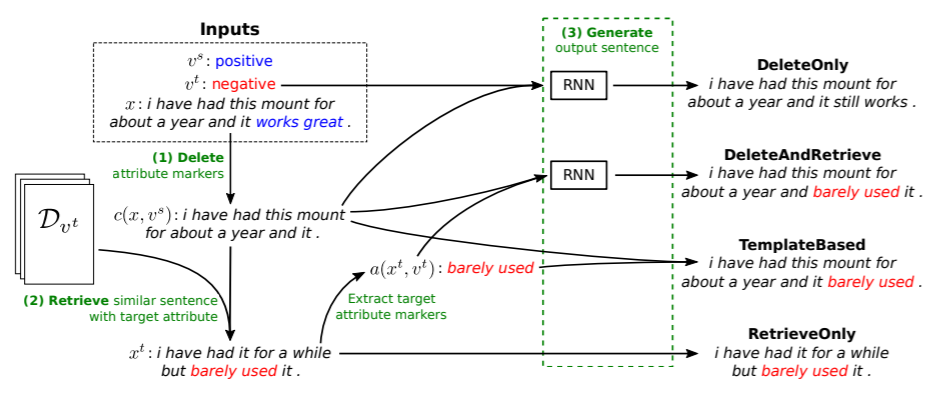 Inputs
v^s: positive
v^t: negative
x: i have had this mount for
about a year and it works great .
(1) Delete
attribute markers
c(x, v^s): i have had this mount
for about a year and it .
𝒟_{v^t}
(2) Retrieve similar sentence
with target attribute
x^t: i have had it for a while
but barely used it .
a(x^t, v^t): barely used
Extract target
attribute markers
(3) Generate
output sentence
RNN
RNN
DeleteOnly
i have had this mount for
about a year and it still works .
DeleteAndRetrieve
i have had this mount for
about a year and barely used it .
TemplateBased
i have had this mount for
about a year and it barely used .
RetrieveOnly
i have had it for a while
but barely used it .